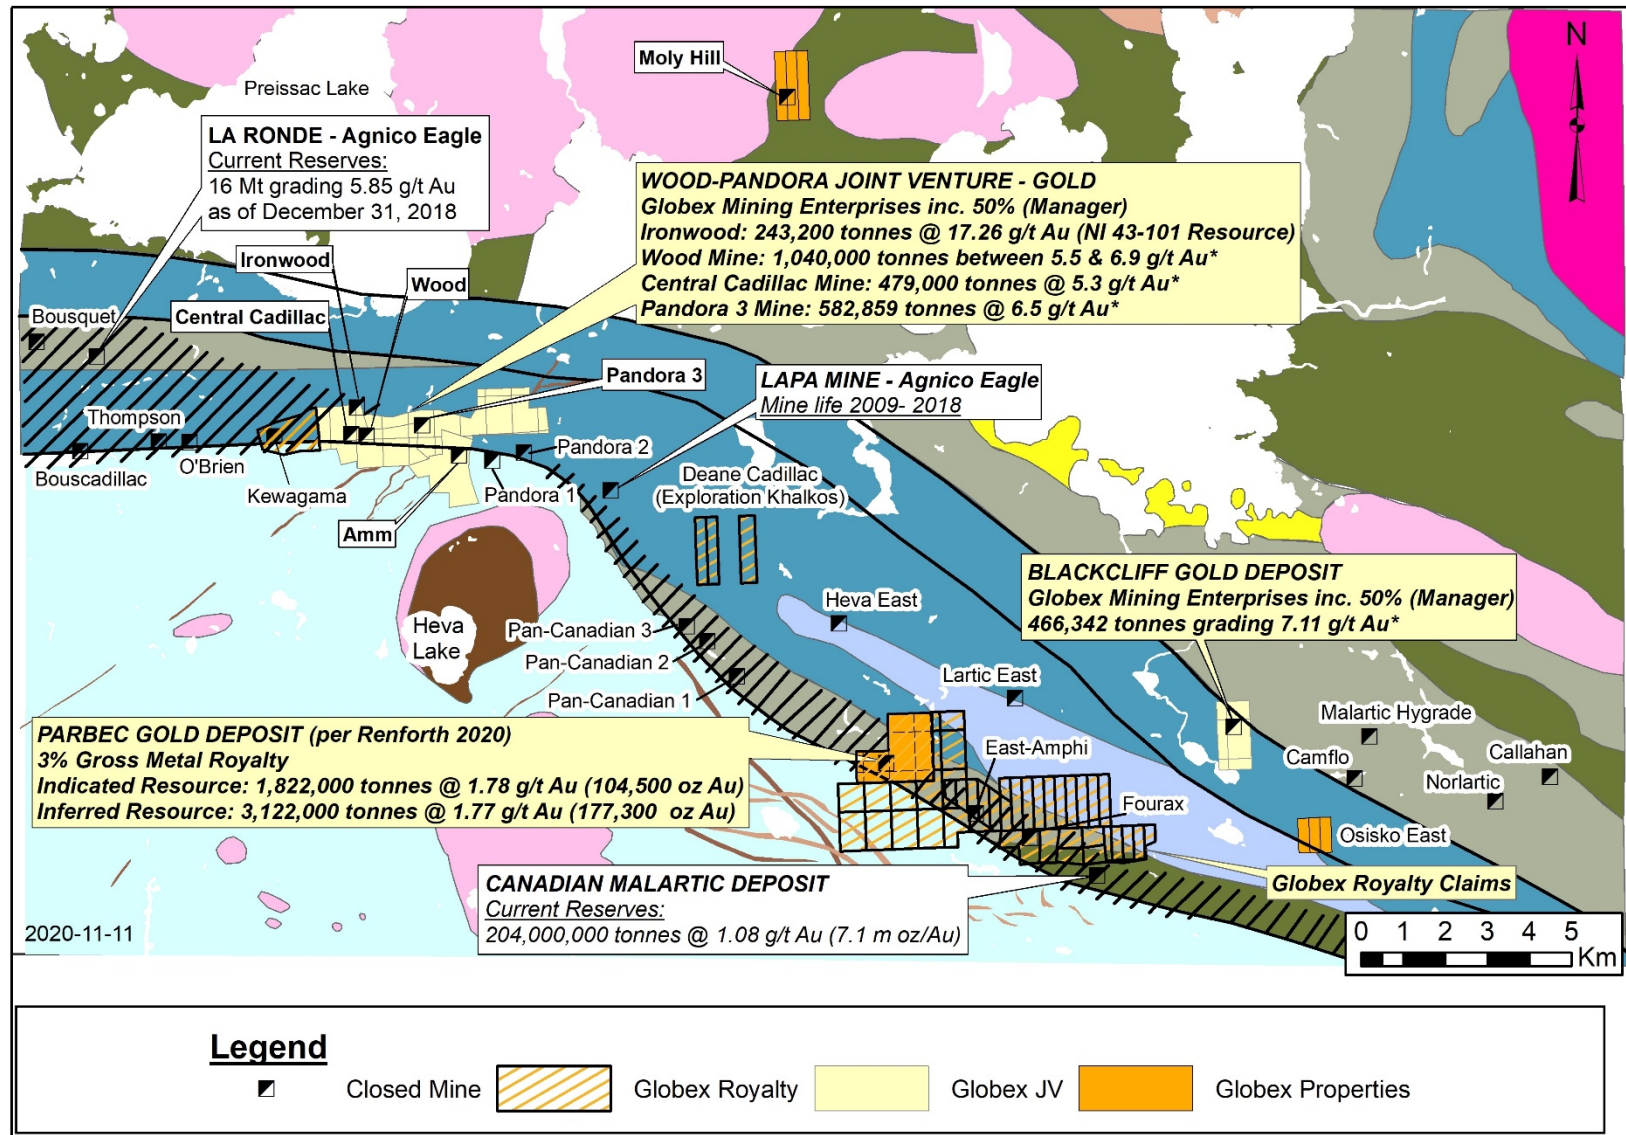 Moly Hill
N
Preissac Lake
LA RONDE - Agnico Eagle
Current Reserves:
16 Mt grading 5.85 g/t Au
as of December 31, 2018
WOOD-PANDORA JOINT VENTURE - GOLD
Globex Mining Enterprises inc. 50% (Manager)
Ironwood: 243,200 tonnes @ 17.26 g/t Au (NI 43-101 Resource)
Wood Mine: 1,040,000 tonnes between 5.5 & 6.9 g/t Au*
Central Cadillac Mine: 479,000 tonnes @ 5.3 g/t Au*
Pandora 3 Mine: 582,859 tonnes @ 6.5 g/t Au*
Ironwood
Wood
Bousquet
Central Cadillac
Pandora 3
LAPA MINE - Agnico Eagle
Mine life 2009- 2018
Thompson
O'Brien
Bouscadillac
Kewagama
Amm
Pandora 1
Pandora 2
Deane Cadillac
(Exploration Khalkos)
Heva
Lake
Pan-Canadian 3
Pan-Canadian 2
Pan-Canadian 1
Heva East
Lartic East
BLACKCLIFF GOLD DEPOSIT
Globex Mining Enterprises inc. 50% (Manager)
466,342 tonnes grading 7.11 g/t Au*
Malartic Hygrade
Camflo
Callahan
Norlartic
PARBEC GOLD DEPOSIT (per Renforth 2020)
3% Gross Metal Royalty
Indicated Resource: 1,822,000 tonnes @ 1.78 g/t Au (104,500 oz Au)
Inferred Resource: 3,122,000 tonnes @ 1.77 g/t Au (177,300 oz Au)
East-Amphi
Fourax
Osisko East
CANADIAN MALARTIC DEPOSIT
Current Reserves:
204,000,000 tonnes @ 1.08 g/t Au (7.1 m oz/Au)
Globex Royalty Claims
2020-11-11
0 1 2 3 4 5
Km
Legend
Closed Mine
Globex Royalty
Globex JV
Globex Properties